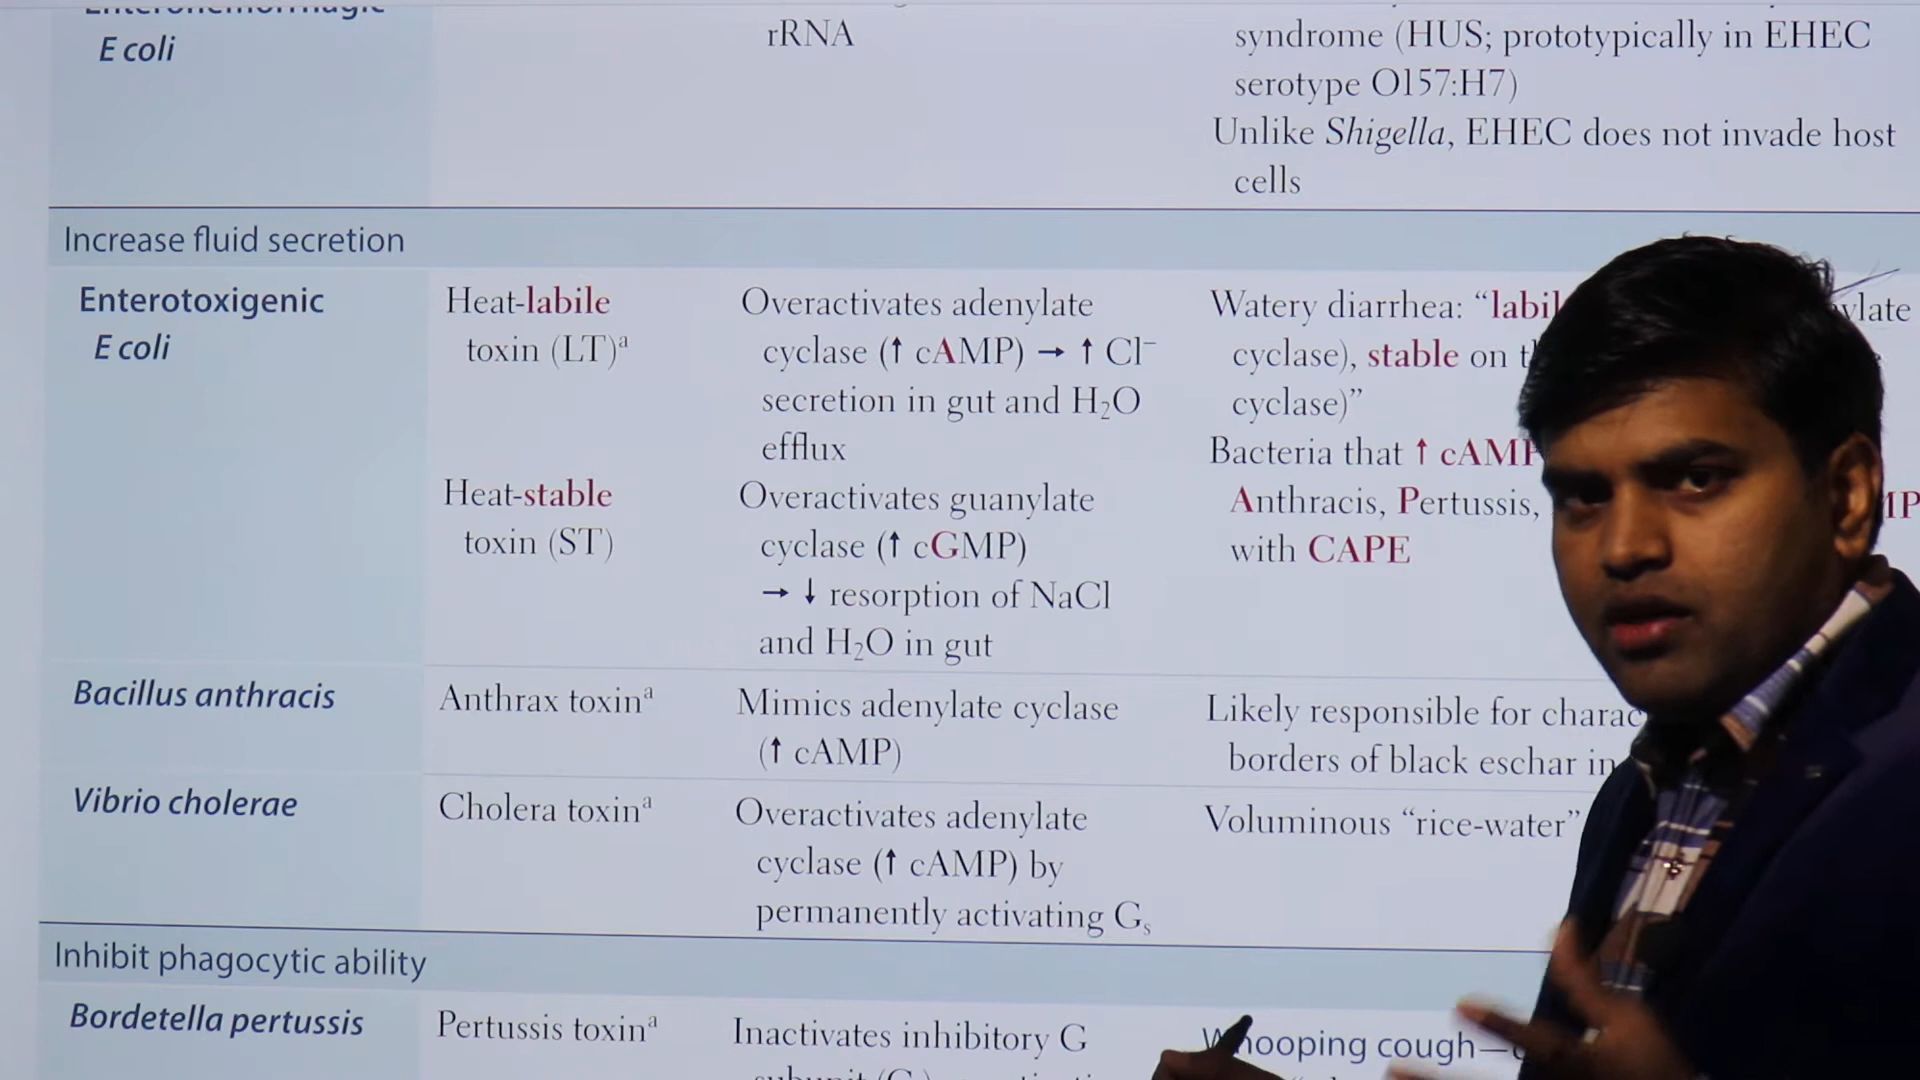 E coli
rRNA
syndrome (HUS; prototypically in EHEC
serotype O157:H7)
Unlike Shigella, EHEC does not invade host
cells
Increase fluid secretion
Enterotoxigenic
E coli
Heat-labile
toxin (LT)ᵃ
Overactivates adenylate
cyclase (↑ cAMP) → ↑ Cl⁻
secretion in gut and H₂O
efflux
Heat-stable
toxin (ST)
Overactivates guanylate
cyclase (↑ cGMP)
→ ↓ resorption of NaCl
and H₂O in gut
Watery diarrhea: “
cyclase), stable on
cyclase)”
Bacteria that ↑
Anthracis, Pertussis,
with CAPE
Bacillus anthracis
Anthrax toxinᵃ
Mimics adenylate cyclase
(↑ cAMP)
Likely responsible for
borders of black eschar in
Vibrio cholerae
Cholera toxinᵃ
Overactivates adenylate
cyclase (↑ cAMP) by
permanently activating Gₛ
Voluminous “rice-water”
Inhibit phagocytic ability
Bordetella pertussis
Pertussis toxinᵃ
Inactivates inhibitory G
Whooping cough—